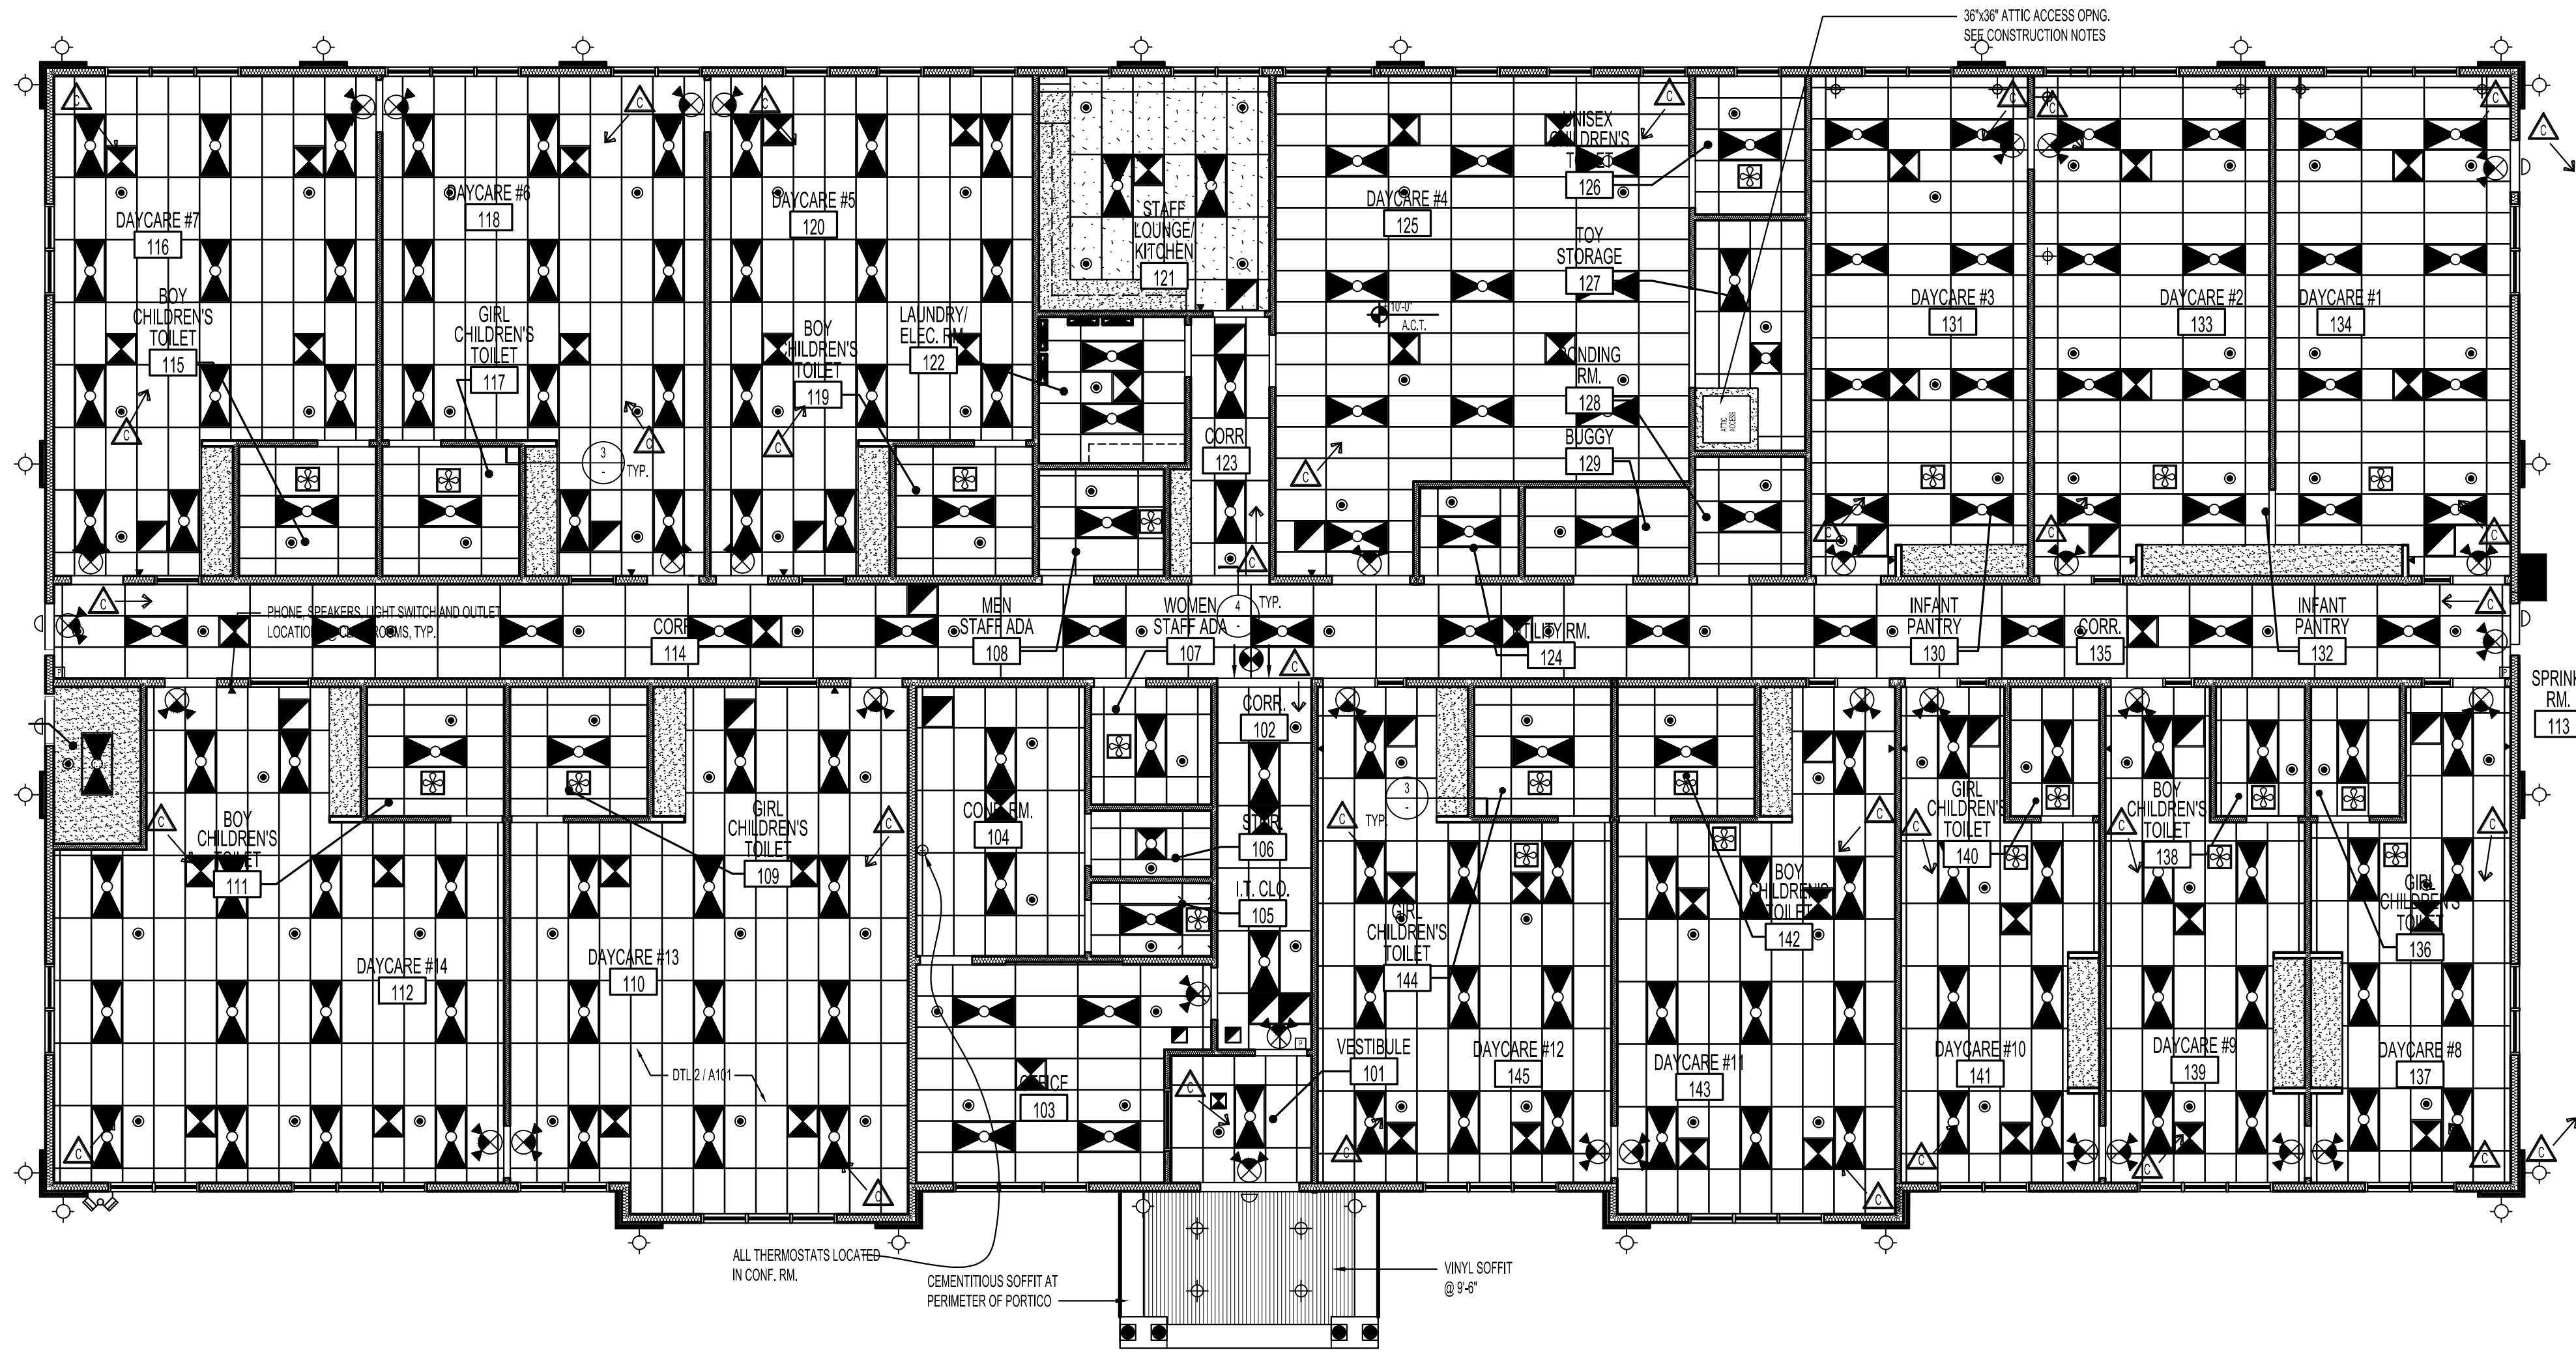 36"x36" ATTIC ACCESS OPNG.
SEE CONSTRUCTION NOTES
DAYCARE #7
116
DAYCARE #6
118
DAYCARE #5
120
STAFF
LOUNGE/
KITCHEN
121
DAYCARE #4
125
UNISEX
CHILDREN'S
TOILET
126
TOY
STORAGE
127
10'-0"
A.C.T.
BONDING
RM.
128
BUGGY
129
ATTIC
ACCESS
DAYCARE #3
131
DAYCARE #2
133
DAYCARE #1
134
BOY
CHILDREN'S
TOILET
115
GIRL
CHILDREN'S
TOILET
117
BOY
CHILDREN'S
TOILET
119
LAUNDRY/
ELEC. RM.
122
CORR.
123
3
-
TYP.
PHONE, SPEAKERS, LIGHT SWITCH AND OUTLET
LOCATION @ CLASSROOMS, TYP.
CORR.
114
MEN
STAFF ADA
108
WOMEN
STAFF ADA
107
4
-
TYP.
UTILITY RM.
124
INFANT
PANTRY
130
CORR.
135
INFANT
PANTRY
132
SPRINK
RM.
113
BOY
CHILDREN'S
TOILET
111
GIRL
CHILDREN'S
TOILET
109
CONF. RM.
104
CORR.
102
STOR.
106
I.T. CLO.
105
3
-
TYP.
GIRL
CHILDREN'S
TOILET
144
BOY
CHILDREN'S
TOILET
142
GIRL
CHILDREN'S
TOILET
140
BOY
CHILDREN'S
TOILET
138
GIRL
CHILDREN'S
TOILET
136
DAYCARE #14
112
DAYCARE #13
110
DTL 2 / A101
OFFICE
103
VESTIBULE
101
DAYCARE #12
145
DAYCARE #11
143
DAYCARE #10
141
DAYCARE #9
139
DAYCARE #8
137
ALL THERMOSTATS LOCATED
IN CONF. RM.
CEMENTITIOUS SOFFIT AT
PERIMETER OF PORTICO
VINYL SOFFIT
@ 9'-6"